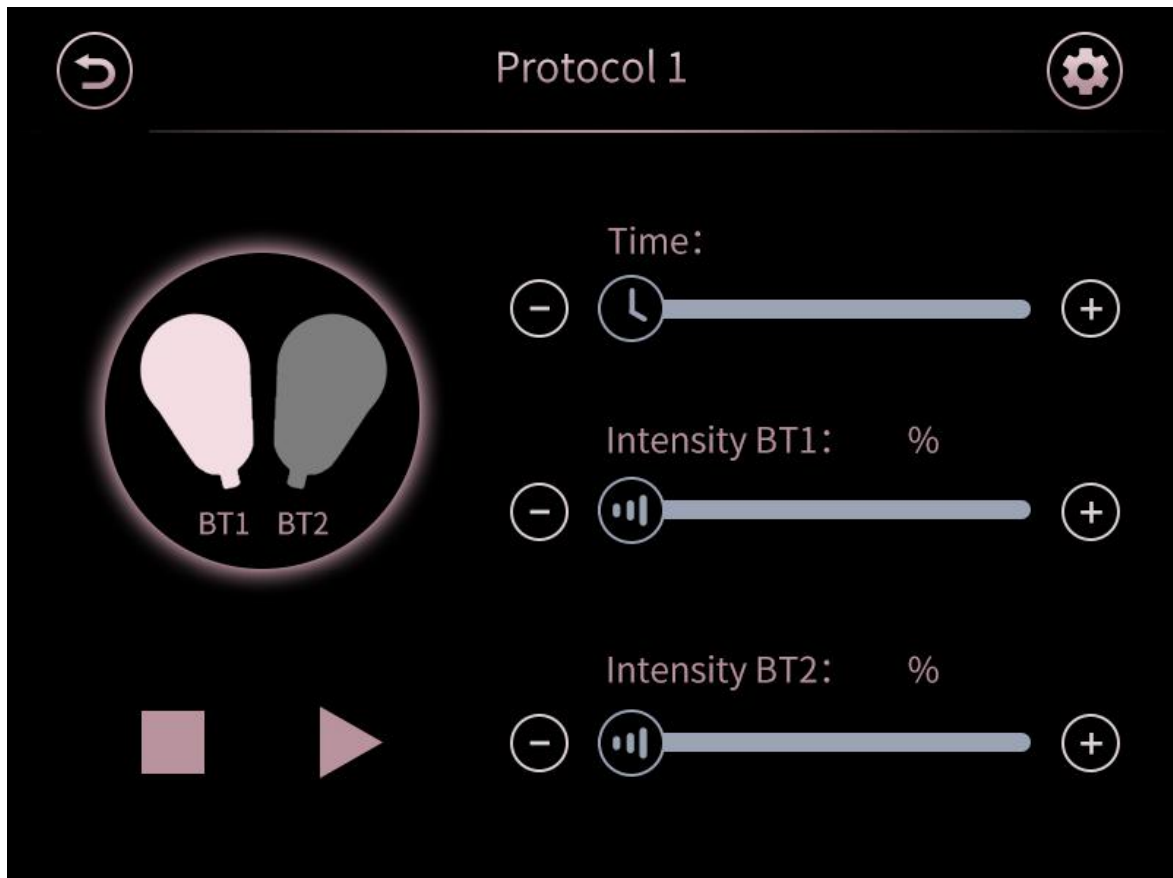 Protocol 1
Time:
Intensity BT1: %
BT1 BT2
Intensity BT2: %